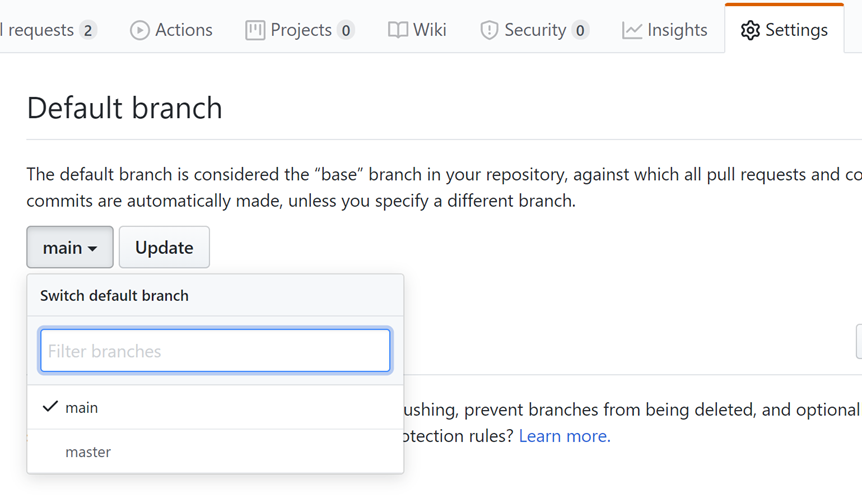 requests 2 Actions Projects 0 Wiki Security 0 Insights Settings
Default branch
The default branch is considered the “base” branch in your repository, against which all pull requests and co
commits are automatically made, unless you specify a different branch.
main Update
Switch default branch
Filter branches
main
ushing, prevent branches from being deleted, and optional
otection rules? Learn more.
master